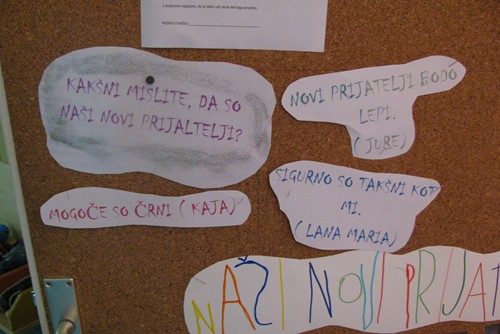 KAKŠNI MISLITE, DA SO
NAŠI NOVI PRIJALTELJI?
NOVI PRIJATELJI BODO
LEPI.
( JURE)
MOGOČE SO ČRNI ( KAJA)
SIGURNO SO TAKŠNI KOT
MI.
( LANA MARIA)
NAŠI NOVI PRIJA